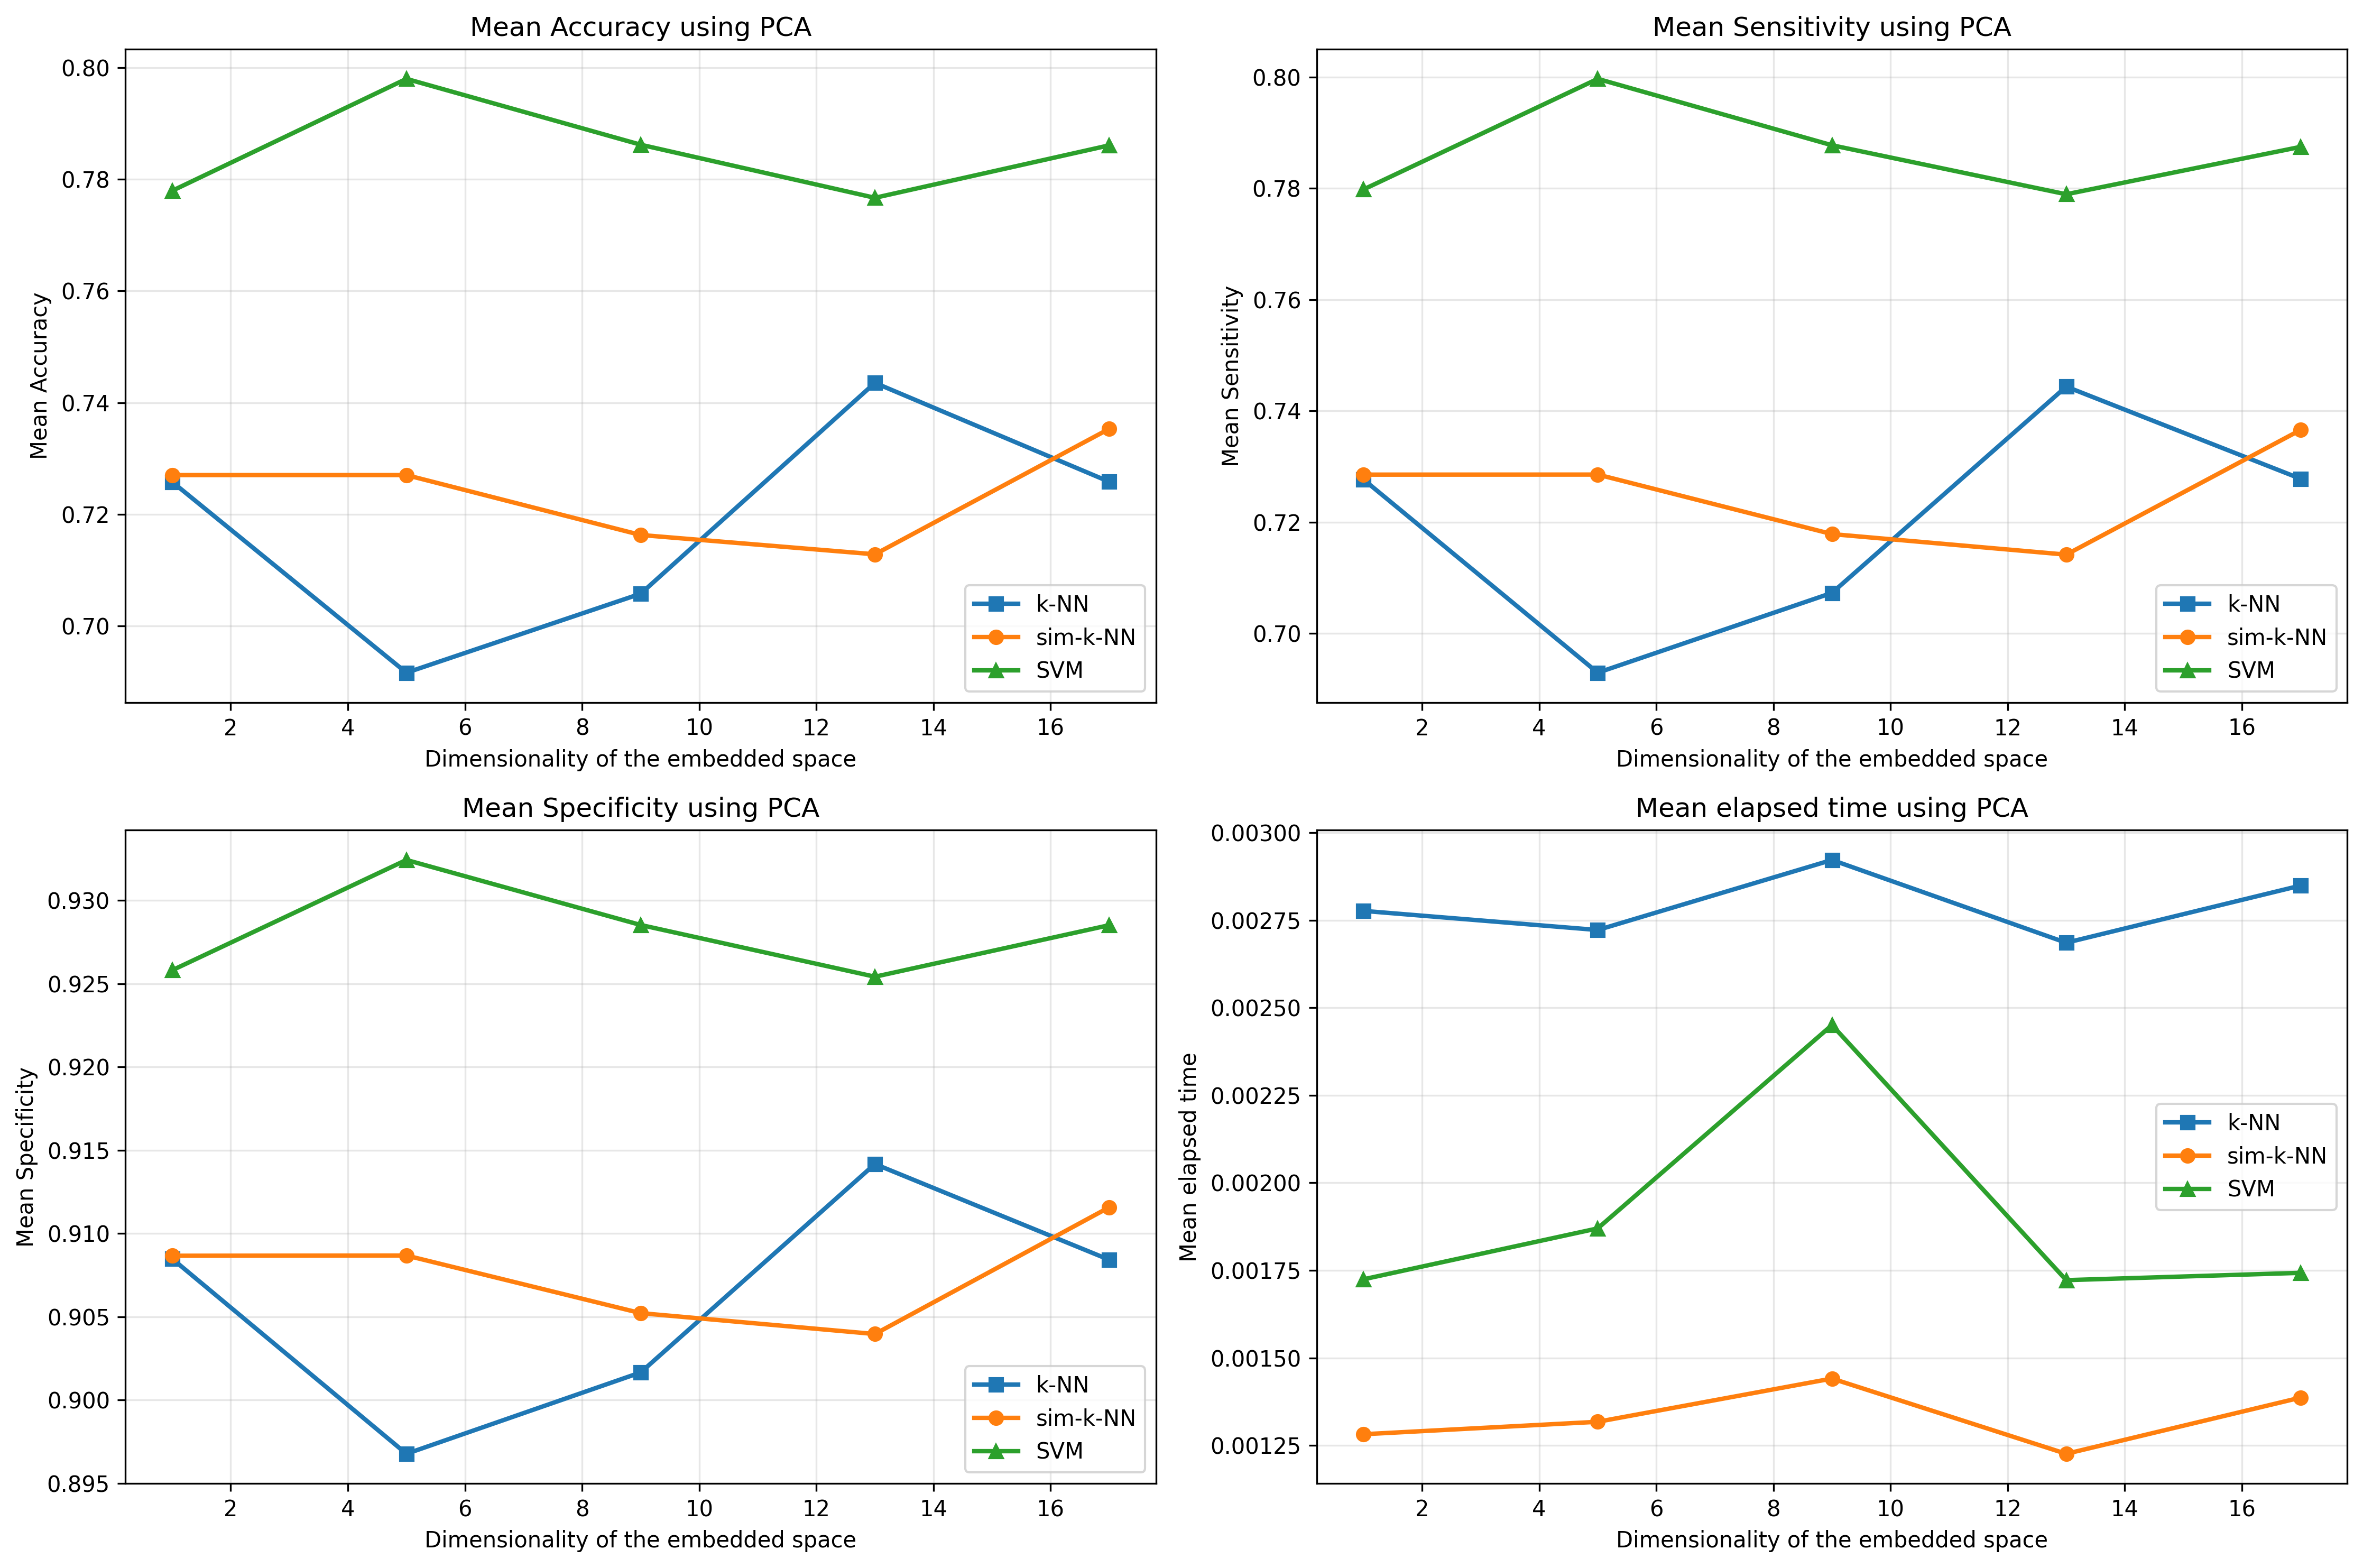 Mean Accuracy using PCA
Mean Accuracy
0.80
0.78
0.76
0.74
0.72
0.70
k-NN
sim-k-NN
SVM
2 4 6 8 10 12 14 16
Dimensionality of the embedded space
Mean Sensitivity using PCA
Mean Sensitivity
0.80
0.78
0.76
0.74
0.72
0.70
k-NN
sim-k-NN
SVM
2 4 6 8 10 12 14 16
Dimensionality of the embedded space
Mean Specificity using PCA
Mean Specificity
0.930
0.925
0.920
0.915
0.910
0.905
0.900
0.895
k-NN
sim-k-NN
SVM
2 4 6 8 10 12 14 16
Dimensionality of the embedded space
Mean elapsed time using PCA
Mean elapsed time
0.00300
0.00275
0.00250
0.00225
0.00200
0.00175
0.00150
0.00125
k-NN
sim-k-NN
SVM
2 4 6 8 10 12 14 16
Dimensionality of the embedded space